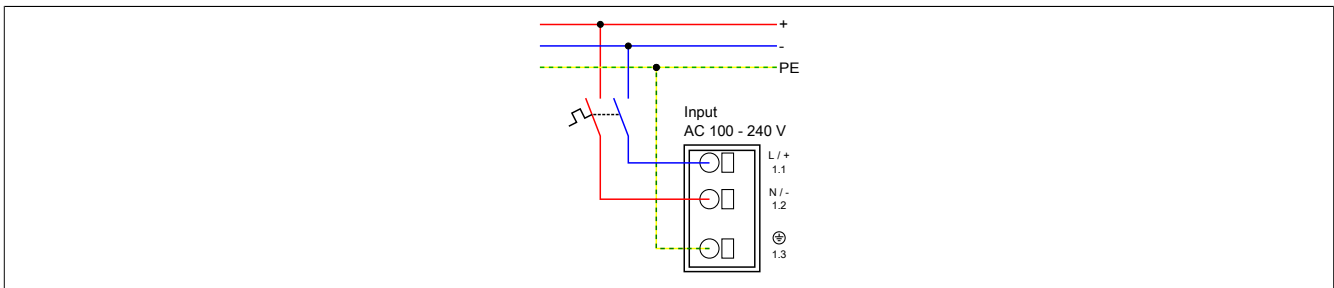 +
-
PE
Input
AC 100 - 240 V
L / +
1.1
N / -
1.2
1.3